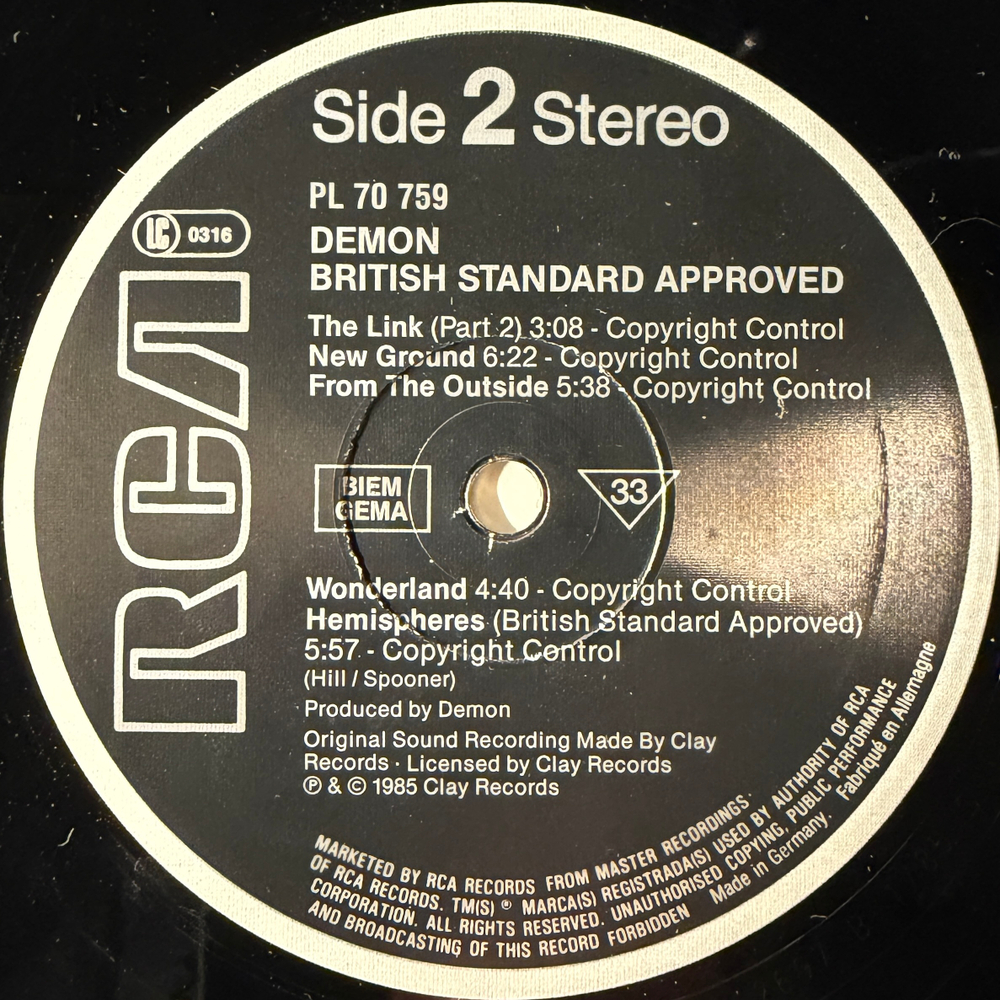 Side 2 Stereo
PL 70 759
LC 0316
DEMON
BRITISH STANDARD APPROVED
RCA
The Link (Part 2) 3:08 - Copyright Control
New Ground 6:22 - Copyright Control
From The Outside 5:38 - Copyright Control
BIEM
GEMA
33
Wonderland 4:40 - Copyright Control
Hemispheres (British Standard Approved)
5:57 - Copyright Control
(Hill / Spooner)
Produced by Demon
Original Sound Recording Made By Clay
Records · Licensed by Clay Records
℗ & © 1985 Clay Records
MARKETED BY RCA RECORDS FROM MASTER RECORDINGS
OF RCA RECORDS. TM(S) ® MARCA(S) REGISTRADA(S) USED BY AUTHORITY OF RCA
CORPORATION. ALL RIGHTS RESERVED. UNAUTHORISED COPYING, PUBLIC PERFORMANCE
AND BROADCASTING OF THIS RECORD FORBIDDEN Made in Germany. Fabriqué en Allemagne